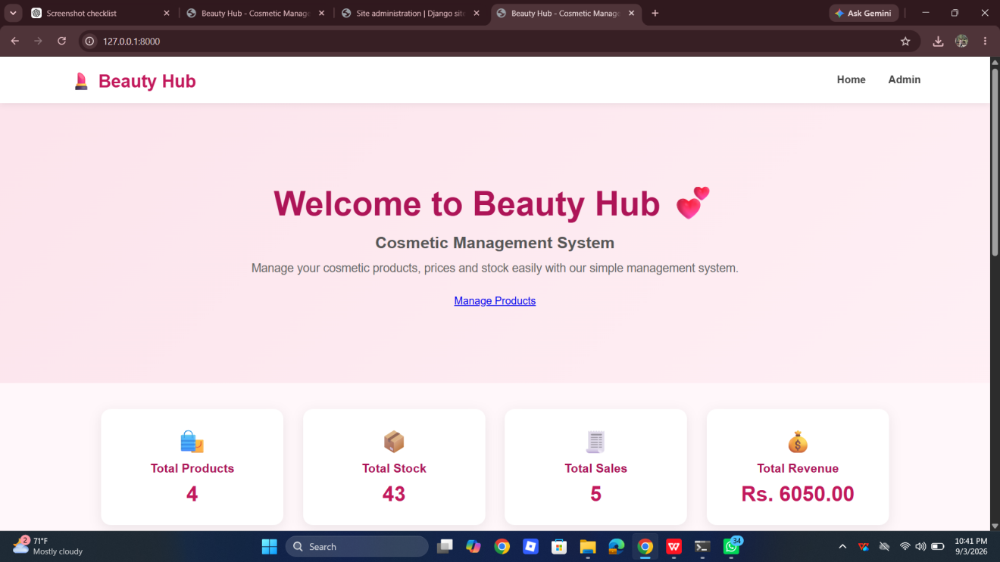 Screenshot checklist
Beauty Hub - Cosmetic Manage
Site administration | Django site
Beauty Hub - Cosmetic Manage
Ask Gemini
127.0.0.1:8000
Beauty Hub
Home
Admin
Welcome to Beauty Hub 💕
Cosmetic Management System
Manage your cosmetic products, prices and stock easily with our simple management system.
Manage Products
Total Products
4
Total Stock
43
Total Sales
5
Total Revenue
Rs. 6050.00
2
71°F
Mostly cloudy
Search
34
10:41 PM
9/3/2026